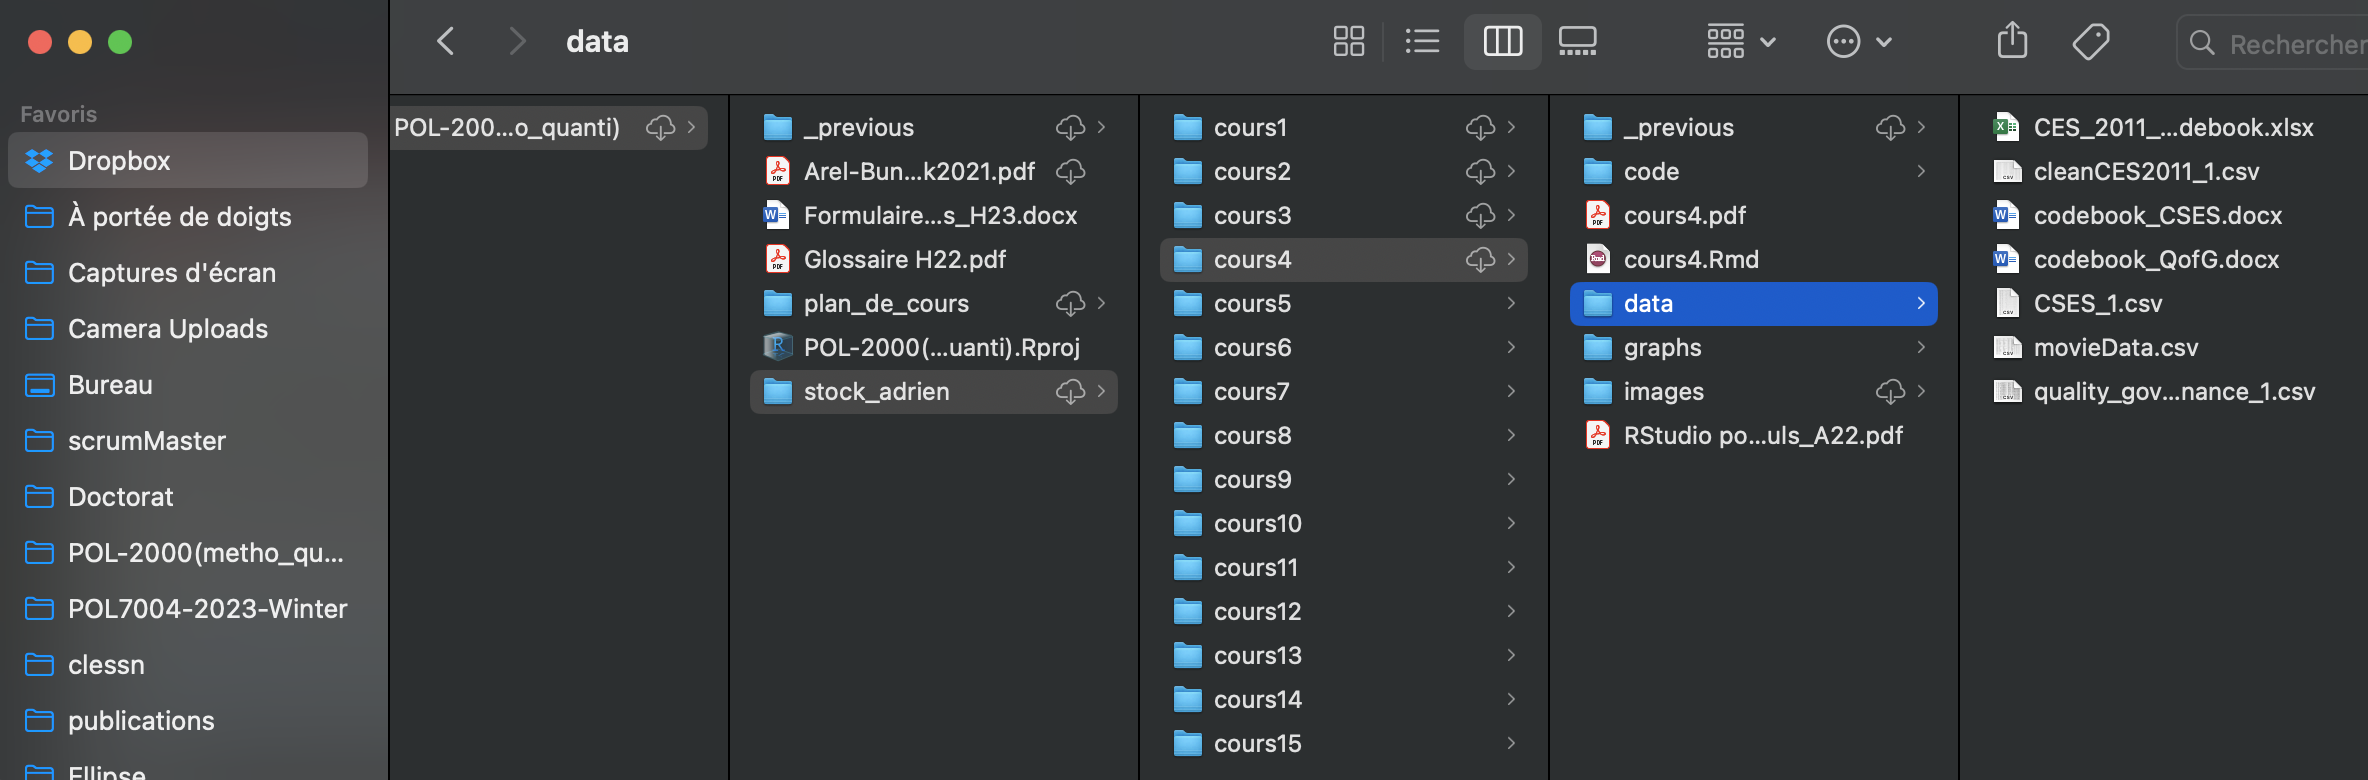 data
Rechercher
Favoris
Dropbox
À portée de doigts
Captures d'écran
Camera Uploads
Bureau
scrumMaster
Doctorat
POL-2000(metho_qu...
POL7004-2023-Winter
clessn
publications
Ellipse
POL-200...o_quanti)
_previous
Arel-Bun...k2021.pdf
Formulaire...s_H23.docx
Glossaire H22.pdf
plan_de_cours
POL-2000(...uanti).Rproj
stock_adrien
cours1
cours2
cours3
cours4
cours5
cours6
cours7
cours8
cours9
cours10
cours11
cours12
cours13
cours14
cours15
_previous
code
cours4.pdf
cours4.Rmd
data
graphs
images
RStudio po...uls_A22.pdf
CES_2011_...debook.xlsx
cleanCES2011_1.csv
codebook_CSES.docx
codebook_QofG.docx
CSES_1.csv
movieData.csv
quality_gov...nance_1.csv